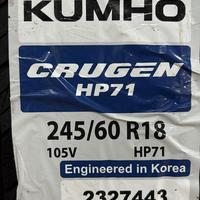 KUMHO
CRUGEN
HP71
245/60 R18
105V HP71
Engineered in Korea
2327443